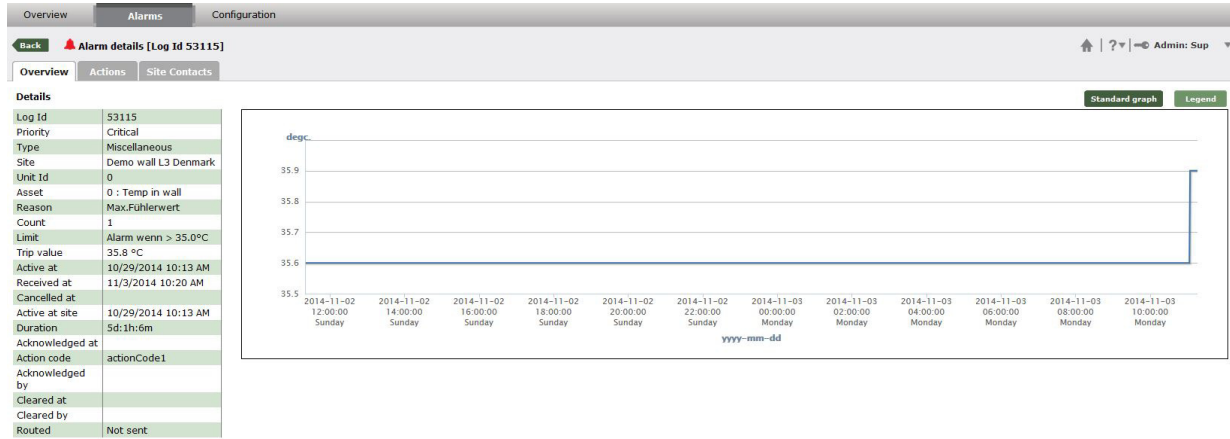 Overview Alarms Configuration
Back Alarm details [Log Id 53115] ? Admin: Sup
Overview Actions Site Contacts
Details
Standard graph Legend
Log Id 53115
Priority Critical
Type Miscellaneous
Site Demo wall L3 Denmark
Unit Id 0
Asset 0 : Temp in wall
Reason Max.Fühlerwert
Count 1
Limit Alarm wenn > 35.0°C
Trip value 35.8 °C
Active at 10/29/2014 10:13 AM
Received at 11/3/2014 10:20 AM
Cancelled at
Active at site 10/29/2014 10:13 AM
Duration 5d:1h:6m
Acknowledged at
Action code actionCode1
Acknowledged
by
Cleared at
Cleared by
Routed Not sent
degc.
35.9
35.8
35.7
35.6
35.5
2014-11-02 2014-11-02 2014-11-02 2014-11-02 2014-11-02 2014-11-02 2014-11-03 2014-11-03 2014-11-03 2014-11-03 2014-11-03 2014-11-03
12:00:00 14:00:00 16:00:00 18:00:00 20:00:00 22:00:00 00:00:00 02:00:00 04:00:00 06:00:00 08:00:00 10:00:00
Sunday Sunday Sunday Sunday Sunday Sunday Monday Monday Monday Monday Monday Monday
yyyy-mm-dd